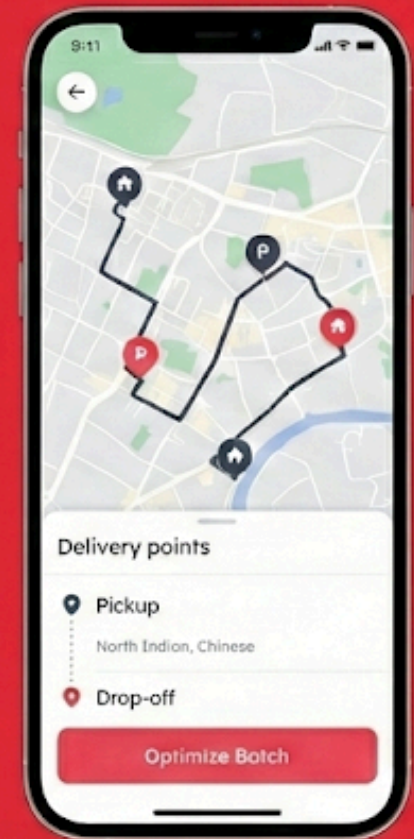 9:11
P
P
Delivery points
Pickup
North Indion, Chinese
Drop-off
Optimize Botch